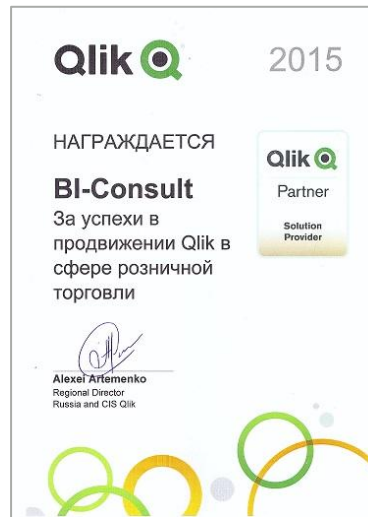 Qlik
2015
НАГРАЖДАЕТСЯ
BI-Consult
За успехи в
продвижении Qlik в
сфере розничной
торговли
Qlik
Partner
Solution
Provider
Alexei Artemenko
Regional Director
Russia and CIS Qlik